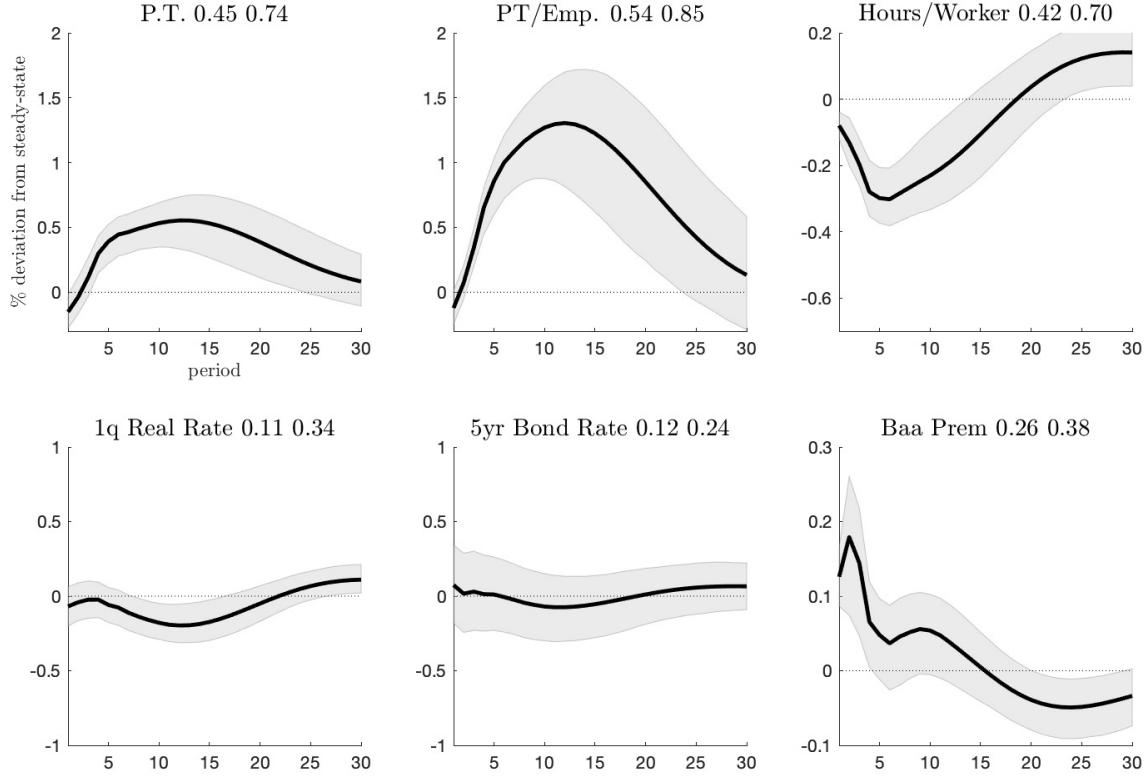 P.T. 0.45 0.74
PT/Emp. 0.54 0.85
Hours/Worker 0.42 0.70
% deviation from steady-state
2
1.5
1
0.5
0
5 10 15 20 25 30
period
2
1.5
1
0.5
0
5 10 15 20 25 30
0.2
0
-0.2
-0.4
-0.6
5 10 15 20 25 30
1q Real Rate 0.11 0.34
5yr Bond Rate 0.12 0.24
Baa Prem 0.26 0.38
1
0.5
0
-0.5
-1
5 10 15 20 25 30
1
0.5
0
-0.5
-1
5 10 15 20 25 30
0.3
0.2
0.1
0
-0.1
5 10 15 20 25 30